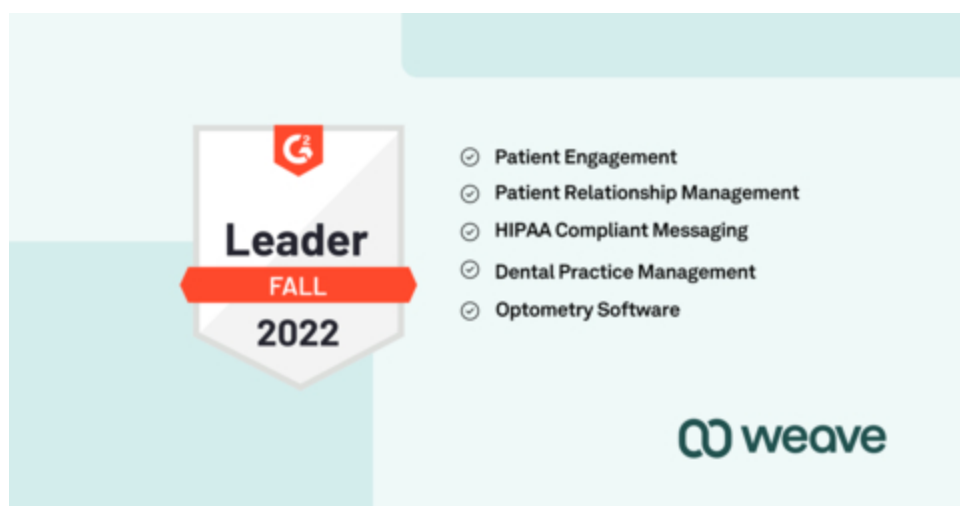 G2
Leader
FALL
2022
Patient Engagement
Patient Relationship Management
HIPAA Compliant Messaging
Dental Practice Management
Optometry Software
weave